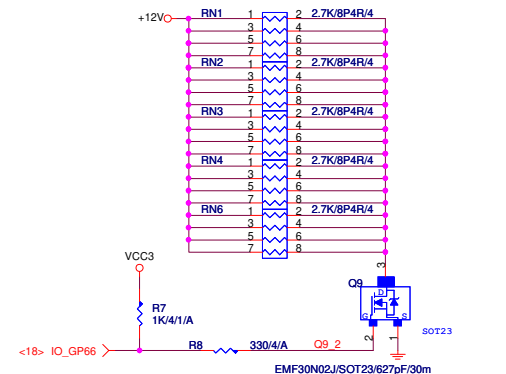 +12V RN1 1 2 2.7K/8P4R/4
3 4
5 6
7 8
RN2 1 2 2.7K/8P4R/4
3 4
5 6
7 8
RN3 1 2 2.7K/8P4R/4
3 4
5 6
7 8
RN4 1 2 2.7K/8P4R/4
3 4
5 6
7 8
RN6 1 2 2.7K/8P4R/4
3 4
5 6
7 8
VCC3
3
Q9
D
R7
1K/4/1/A
G S
SOT23
2 1
<18> IO_GP66 R8 330/4/A Q9_2
EMF30N02J/SOT23/627pF/30m